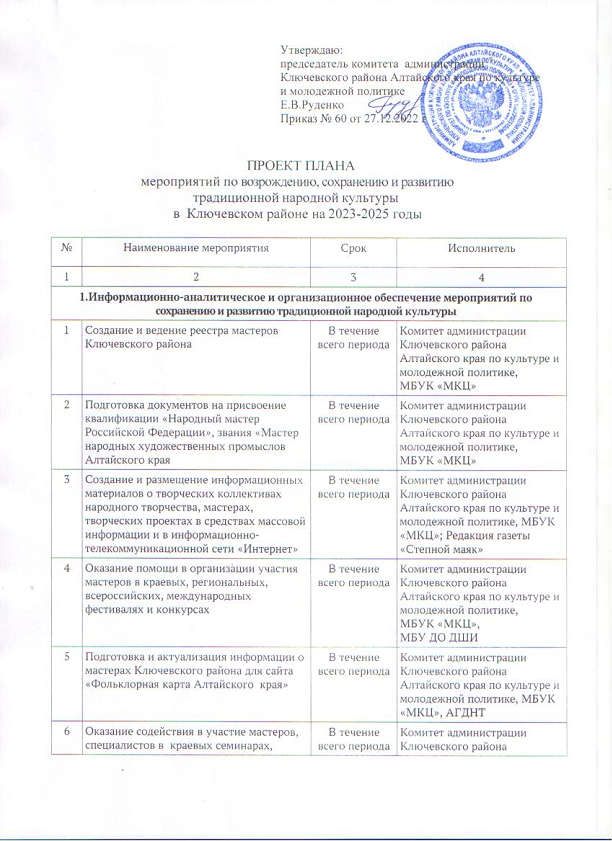 Утверждаю:
председатель комитета администрации
Ключевского района Алтайского края по культуре
и молодежной политике
Е.В.Руденко
Приказ № 60 от 27.12.2022 г
ПРОЕКТ ПЛАНА
мероприятий по возрождению, сохранению и развитию
традиционной народной культуры
в Ключевском районе на 2023-2025 годы
№ Наименование мероприятия Срок Исполнитель
1 2 3 4
1.Информационно-аналитическое и организационное обеспечение мероприятий по
сохранению и развитию традиционной народной культуры
1 Создание и ведение реестра мастеров В течение Комитет администрации
Ключевского района всего периода Ключевского района
Алтайского края по культуре и
молодежной политике,
МБУК «МКЦ»
2 Подготовка документов на присвоение В течение Комитет администрации
квалификации «Народный мастер всего периода Ключевского района
Российской Федерации», звания «Мастер Алтайского края по культуре и
народных художественных промыслов молодежной политике,
Алтайского края МБУК «МКЦ»
3 Создание и размещение информационных В течение Комитет администрации
материалов о творческих коллективах всего периода Ключевского района
народного творчества, мастерах, Алтайского края по культуре и
творческих проектах в средствах массовой молодежной политике, МБУК
информации и в информационно- «МКЦ»; Редакция газеты
телекоммуникационной сети «Интернет» «Степной маяк»
4 Оказание помощи в организации участия В течение Комитет администрации
мастеров в краевых, региональных, всего периода Ключевского района
всероссийских, международных Алтайского края по культуре и
фестивалях и конкурсах молодежной политике,
МБУК «МКЦ»,
МБУ ДО ДШИ
5 Подготовка и актуализация информации о В течение Комитет администрации
мастерах Ключевского района для сайта всего периода Ключевского района
«Фольклорная карта Алтайского края» Алтайского края по культуре и
молодежной политике, МБУК
«МКЦ», АГДНТ
6 Оказание содействия в участие мастеров, В течение Комитет администрации
специалистов в краевых семинарах, всего периода Ключевского района